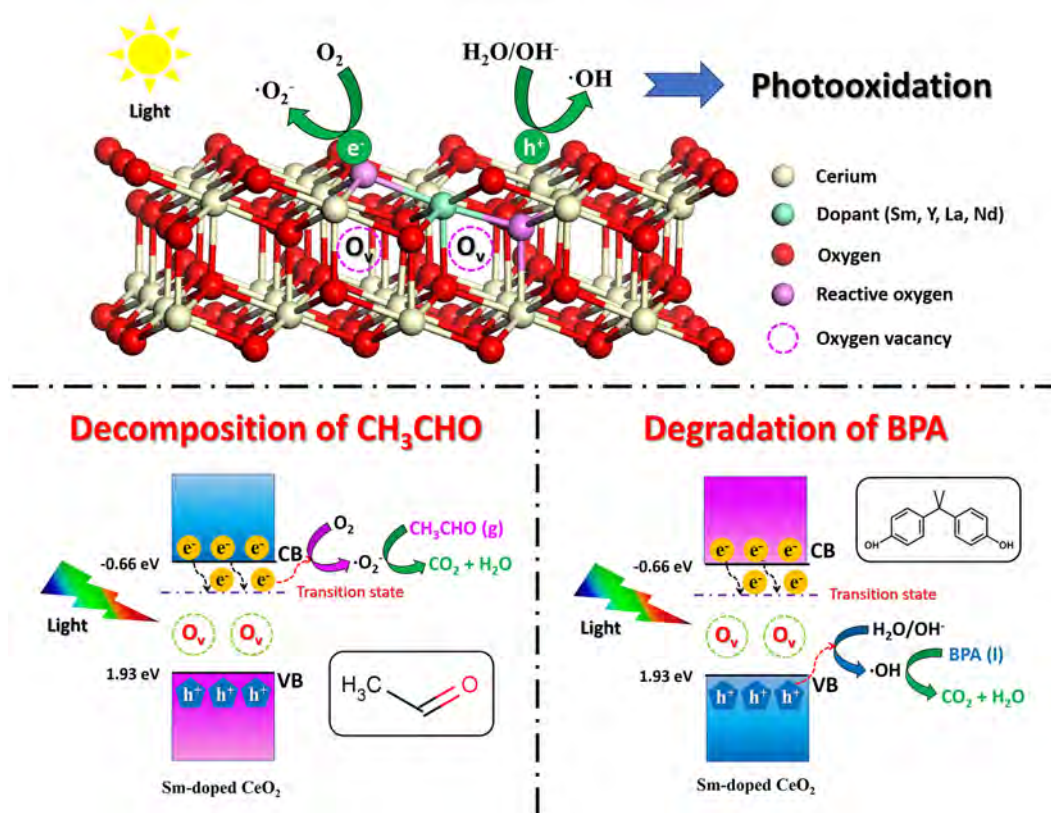 Light
O₂
·O₂⁻
H₂O/OH⁻
·OH
Photooxidation
e⁻
h⁺
Oᵥ
Oᵥ
Cerium
Dopant (Sm, Y, La, Nd)
Oxygen
Reactive oxygen
Oxygen vacancy
Decomposition of CH₃CHO
e⁻ e⁻ e⁻
CB
-0.66 eV
e⁻ e⁻
O₂
·O₂⁻
CH₃CHO (g)
CO₂ + H₂O
Transition state
Light
Oᵥ Oᵥ
1.93 eV
VB
h⁺ h⁺ h⁺
H₃C
O
Sm-doped CeO₂
Degradation of BPA
e⁻ e⁻ e⁻
CB
-0.66 eV
e⁻ e⁻
OH
OH
Transition state
Light
Oᵥ Oᵥ
H₂O/OH⁻
·OH
BPA (l)
CO₂ + H₂O
1.93 eV
VB
h⁺ h⁺ h⁺
Sm-doped CeO₂